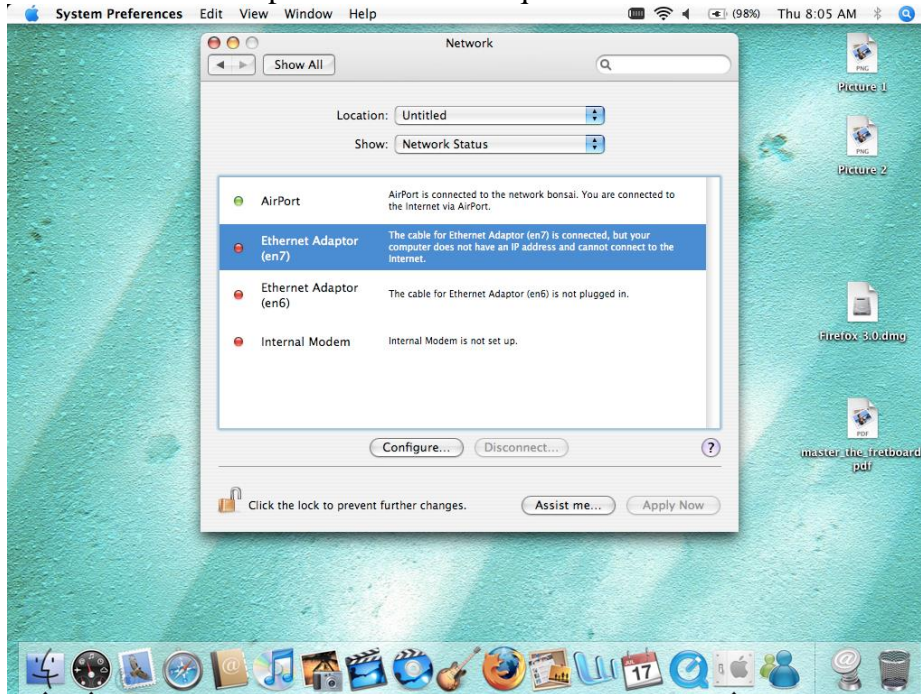 System Preferences Edit View Window Help (98%) Thu 8:05 AM
Network
Show All
Location: Untitled
Show: Network Status
AirPort
AirPort is connected to the network bonsai. You are connected to
the Internet via AirPort.
Ethernet Adaptor
(en7)
The cable for Ethernet Adaptor (en7) is connected, but your
computer does not have an IP address and cannot connect to the
Internet.
Ethernet Adaptor
(en6)
The cable for Ethernet Adaptor (en6) is not plugged in.
Internal Modem
Internal Modem is not set up.
Configure... Disconnect... ?
Click the lock to prevent further changes. Assist me... Apply Now
PNG
Picture 1
PNG
Picture 2
Firefox 3.0.dmg
PDF
master_the_fretboard
pdf
17